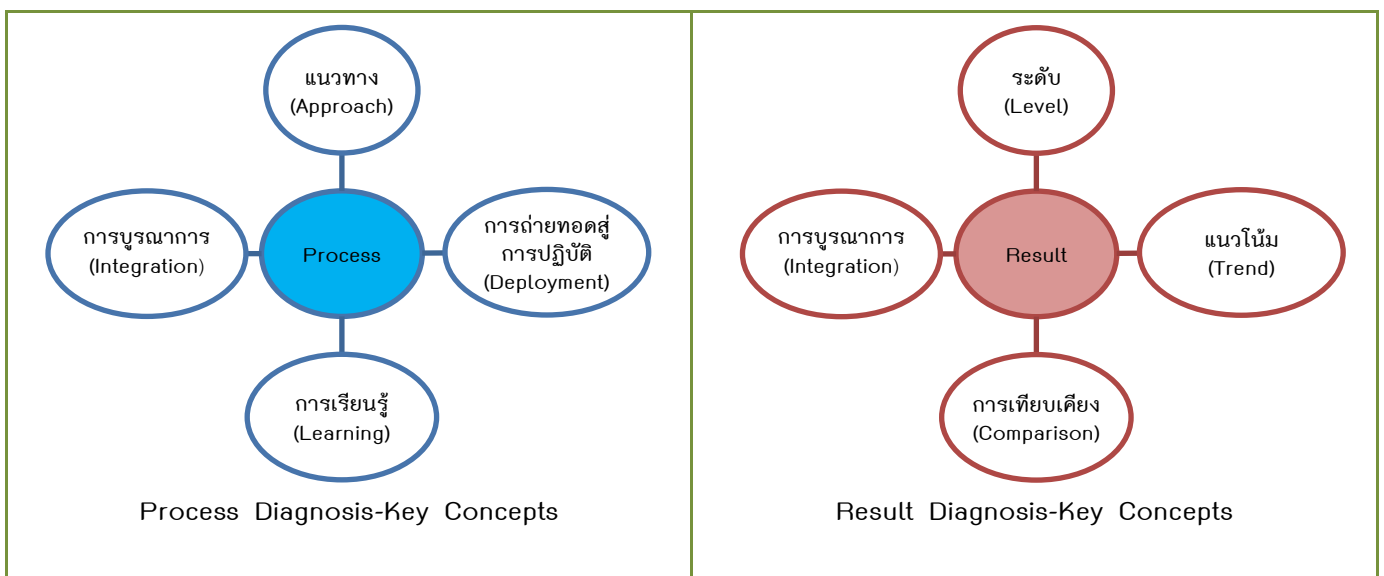 แนวทาง
(Approach)
การบูรณาการ
(Integration)
Process
การถ่ายทอดสู่
การปฏิบัติ
(Deployment)
การเรียนรู้
(Learning)
Process Diagnosis-Key Concepts
ระดับ
(Level)
การบูรณาการ
(Integration)
Result
แนวโน้ม
(Trend)
การเทียบเคียง
(Comparison)
Result Diagnosis-Key Concepts